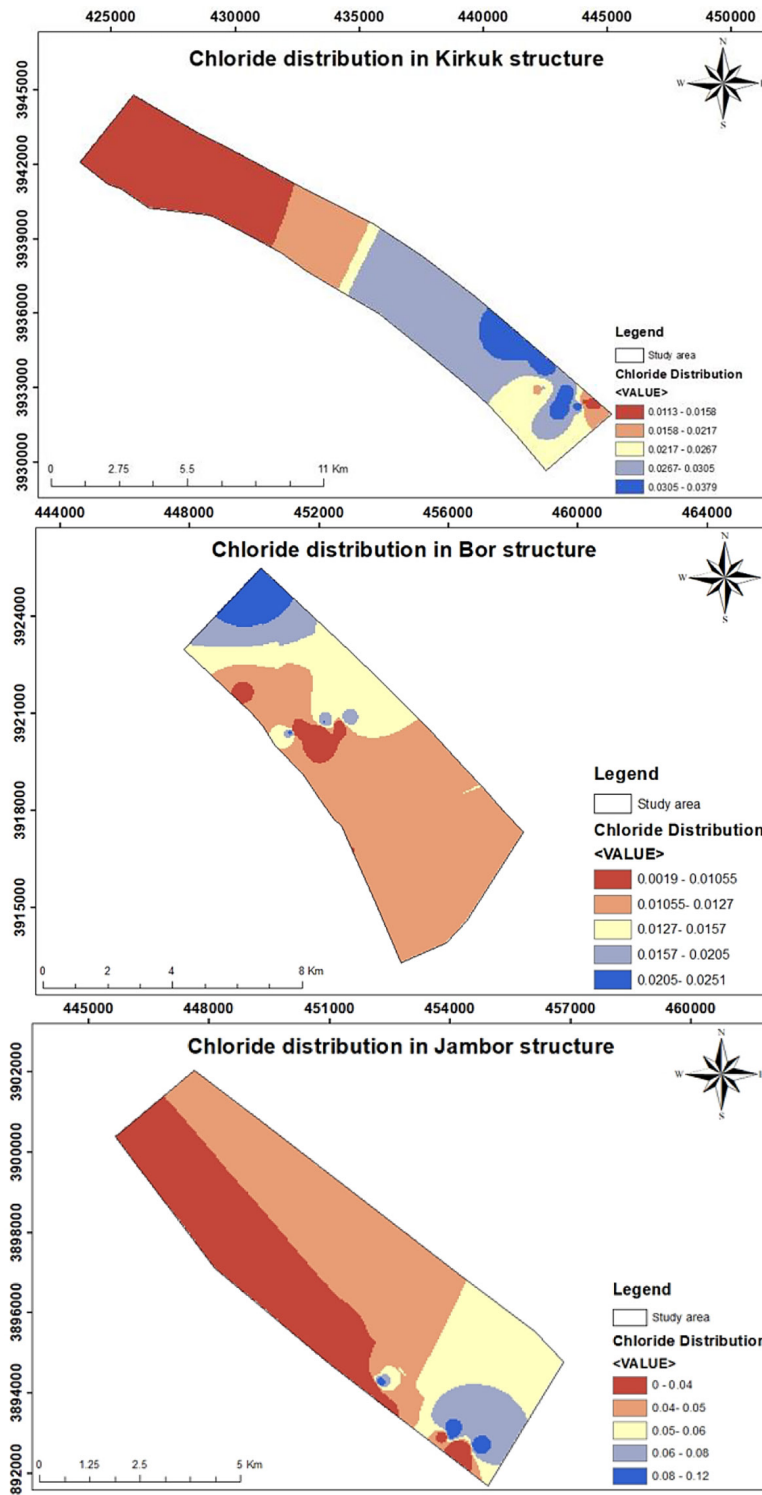 425000 430000 435000 440000 445000 450000
Chloride distribution in Kirkuk structure
N
W
S
3945000
3942000
3939000
3936000
3933000
3930000
Legend
Study area
Chloride Distribution
<VALUE>
0.0113 - 0.0158
0.0158 - 0.0217
0.0217 - 0.0267
0.0267- 0.0305
0.0305 - 0.0379
0 2.75 5.5 11 Km
444000 448000 452000 456000 460000 464000
Chloride distribution in Bor structure
N
W
S
3924000
3921000
3918000
3915000
Legend
Study area
Chloride Distribution
<VALUE>
0.0019 - 0.01055
0.01055- 0.0127
0.0127- 0.0157
0.0157 - 0.0205
0.0205- 0.0251
0 2 4 8 Km
445000 448000 451000 454000 457000 460000
Chloride distribution in Jambor structure
N
W
S
3902000
3900000
3898000
3896000
3894000
892000
Legend
Study area
Chloride Distribution
<VALUE>
0 - 0.04
0.04- 0.05
0.05- 0.06
0.06 - 0.08
0.08 - 0.12
0 1.25 2.5 5 Km